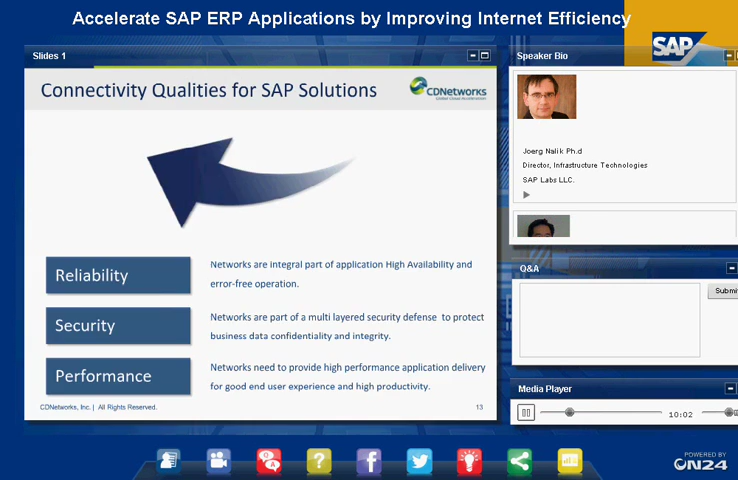 Accelerate SAP ERP Applications by Improving Internet Efficiency
SAP
Slides 1
Connectivity Qualities for SAP Solutions
CDNetworks
Reliability
Networks are integral part of application High Availability and
error-free operation.
Security
Networks are part of a multi layered security defense to protect
business data confidentiality and integrity.
Performance
Networks need to provide high performance application delivery
for good end user experience and high productivity.
CDNetworks, Inc. | All Rights Reserved.
13
Speaker Bio
Joerg Nalik Ph.d
Director, Infrastructure Technologies
SAP Labs LLC.
Q&A
Submi
Media Player
10:02
Q
A
?
f
POWERED BY
ON24